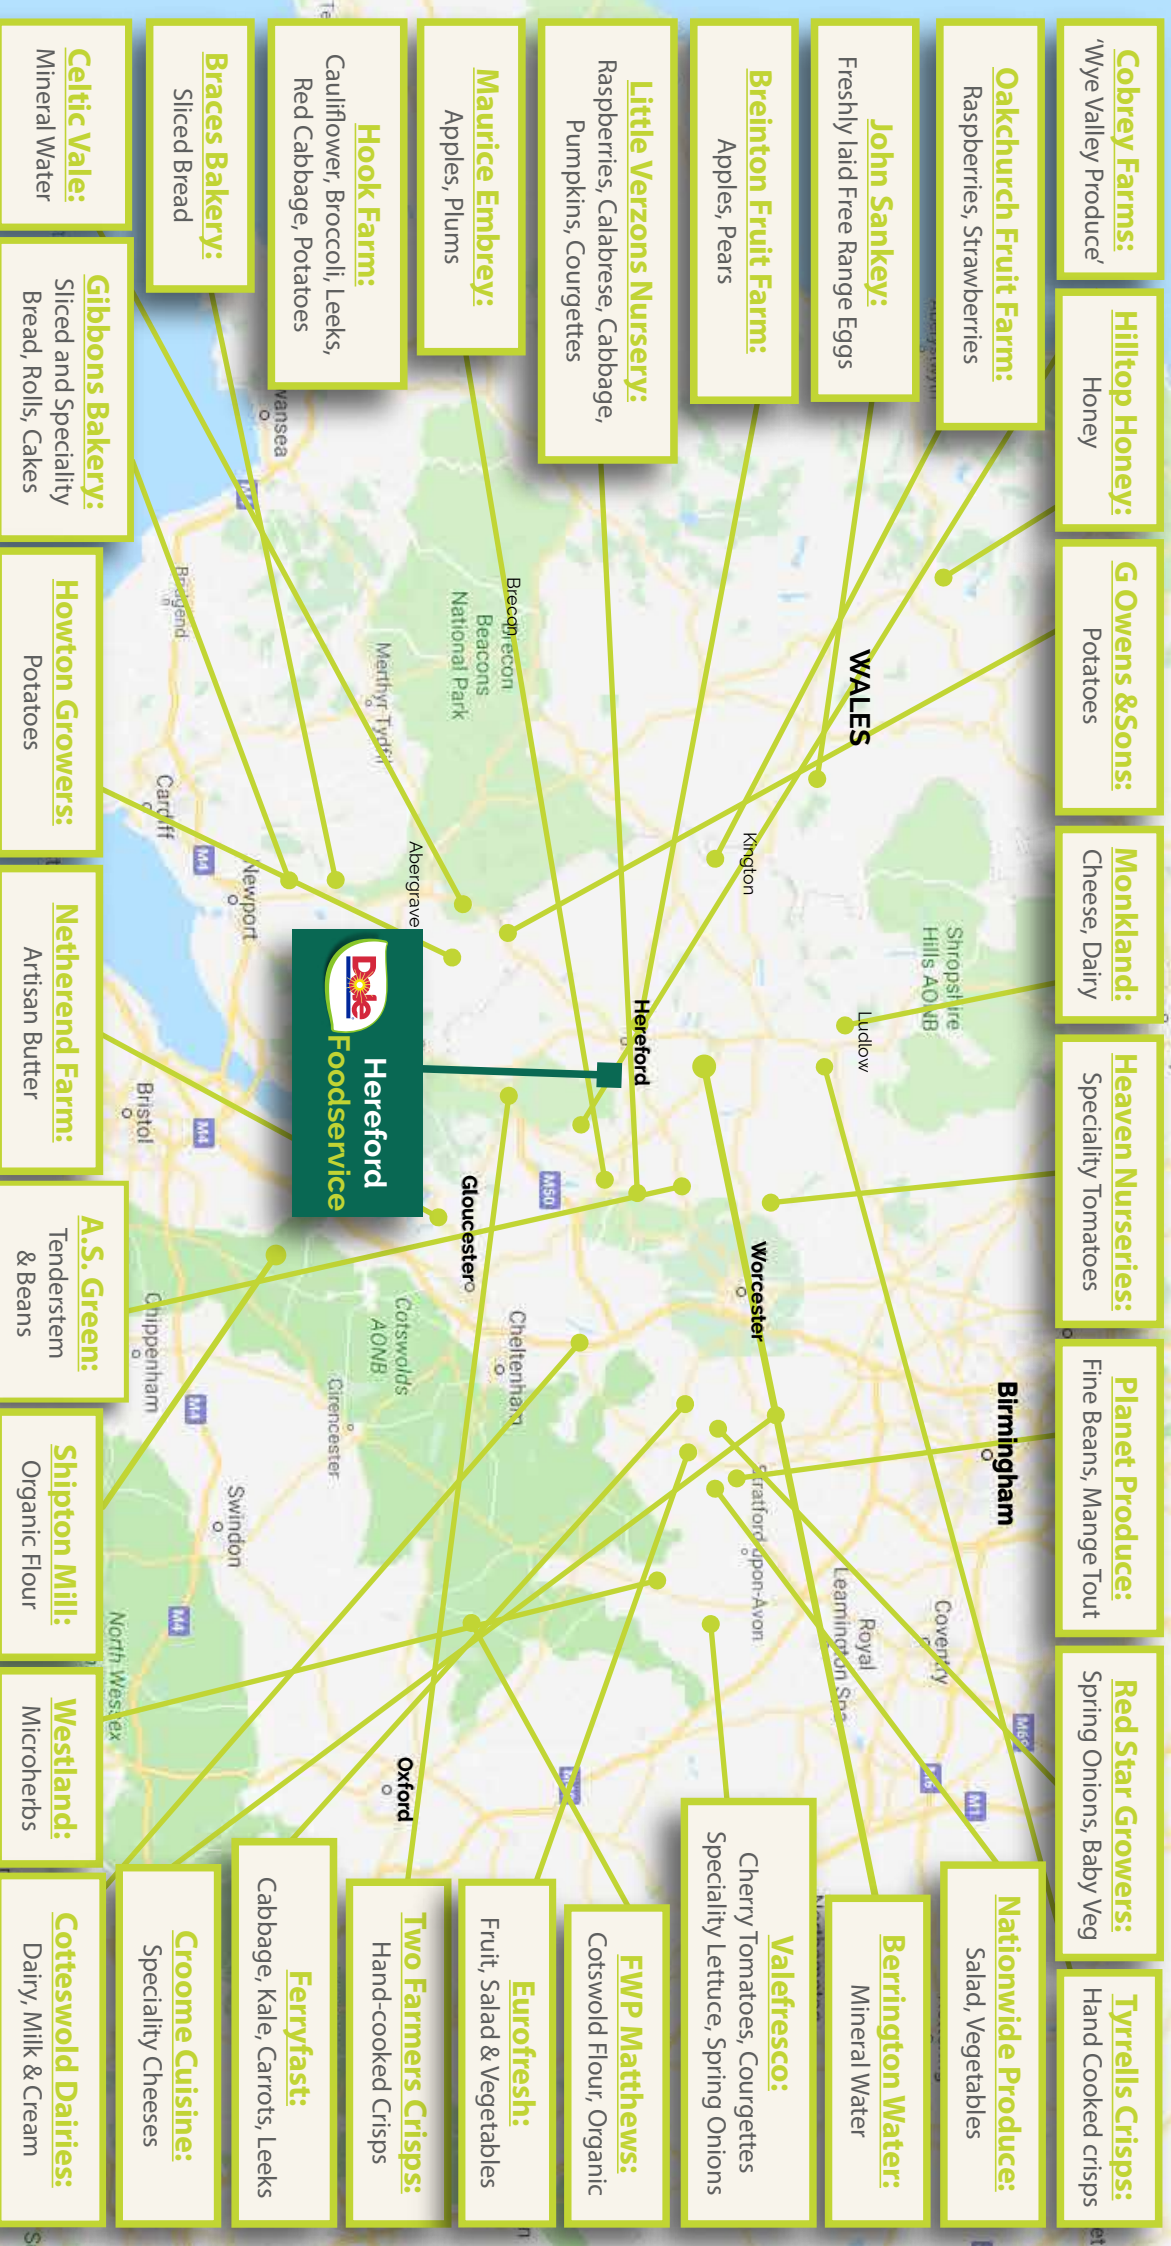 Cobrey Farms:
'Wye Valley Produce'
Hilltop Honey:
Honey
G Owens &Sons:
Potatoes
Monkland:
Cheese, Dairy
Heaven Nurseries:
Speciality Tomatoes
Planet Produce:
Fine Beans, Mange Tout
Red Star Growers:
Spring Onions, Baby Veg
Tyrrells Crisps:
Hand Cooked crisps
Oakchurch Fruit Farm:
Raspberries, Strawberries
John Sankey:
Freshly laid Free Range Eggs
Breinton Fruit Farm:
Apples, Pears
Little Verzons Nursery:
Raspberries, Calabrese, Cabbage,
Pumpkins, Courgettes
Maurice Embrey:
Apples, Plums
Hook Farm:
Cauliflower, Broccoli, Leeks,
Red Cabbage, Potatoes
Braces Bakery:
Sliced Bread
Celtic Vale:
Mineral Water
Nationwide Produce:
Salad, Vegetables
Berrington Water:
Mineral Water
Valefresco:
Cherry Tomatoes, Courgettes
Speciality Lettuce, Spring Onions
FWP Matthews:
Cotswold Flour, Organic
Eurofresh:
Fruit, Salad & Vegetables
Two Farmers Crisps:
Hand-cooked Crisps
Ferryfast:
Cabbage, Kale, Carrots, Leeks
Croome Cuisine:
Speciality Cheeses
Cotteswold Dairies:
Dairy, Milk & Cream
Gibbons Bakery:
Sliced and Speciality
Bread, Rolls, Cakes
Howton Growers:
Potatoes
Netherend Farm:
Artisan Butter
A.S. Green:
Tenderstem
& Beans
Shipton Mill:
Organic Flour
Westland:
Microherbs
WALES
Birmingham
Shropshire
Hills AONB
Ludlow
Kington
Hereford
Worcester
Coventry
Royal
Leamington Spa
Stratford-upon-Avon
M6
M1
Brecon
Brecon
Beacons
National Park
Merthyr Tydfil
Abergrave
M50
Gloucester
Cheltenham
Cotswolds
AONB
Cirencester
Oxford
Dole
Hereford
Foodservice
Bridgend
Cardiff
M4
Newport
Bristol
M4
Chippenham
M4
Swindon
M4
North Wessex